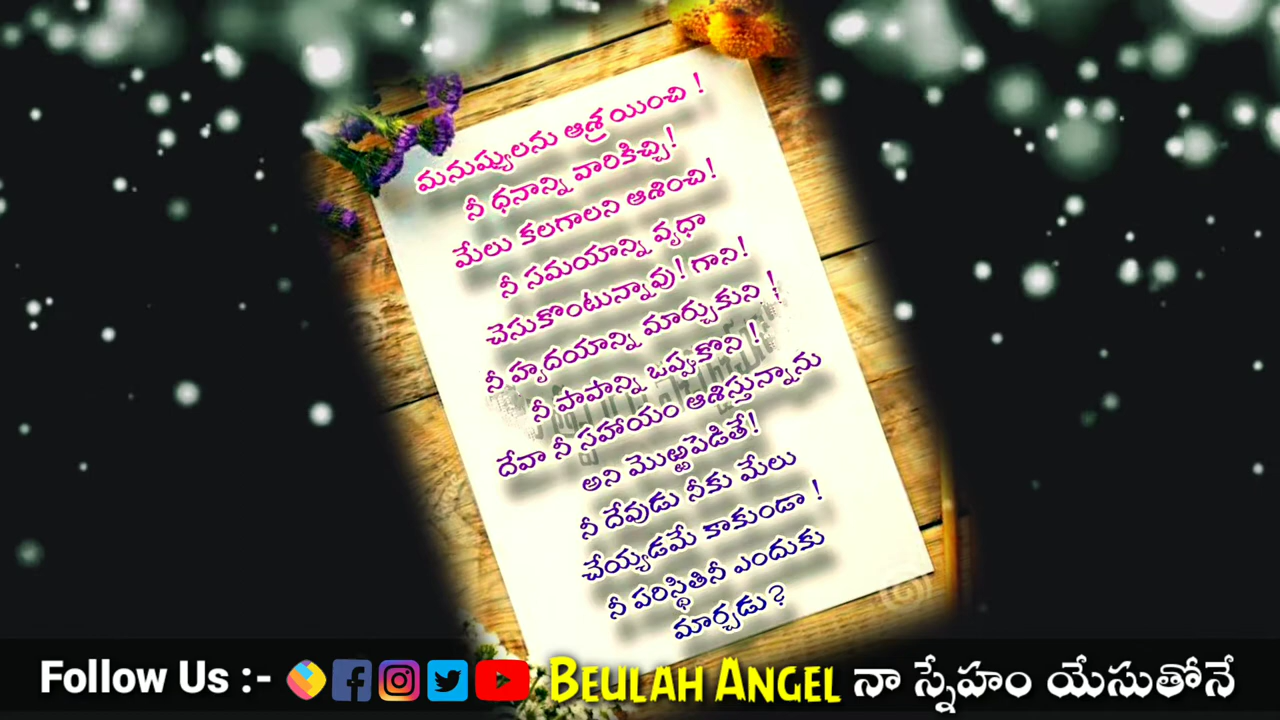 మనుష్యులను ఆశ్ర యించి !
నీ ధనాన్ని వారికిచ్చి!
మేలు కలగాలని ఆశించి!
నీ సమయాన్ని వృధా
చెసుకొంటున్నావు! గాని!
నీ హృదయాన్ని మార్చుకుని !
నీ పాపాన్ని ఒప్పుకొని !
దేవా నీ సహాయం ఆశిస్తున్నాను
అని మొఱ్ఱపెడితే!
నీ దేవుడు నీకు మేలు
చేయ్యడమే కాకుండా !
నీ పరిస్థితినీ ఎందుకు
మార్చడు?
Follow Us :- BEULAH ANGEL నా స్నేహం యేసుతోనే